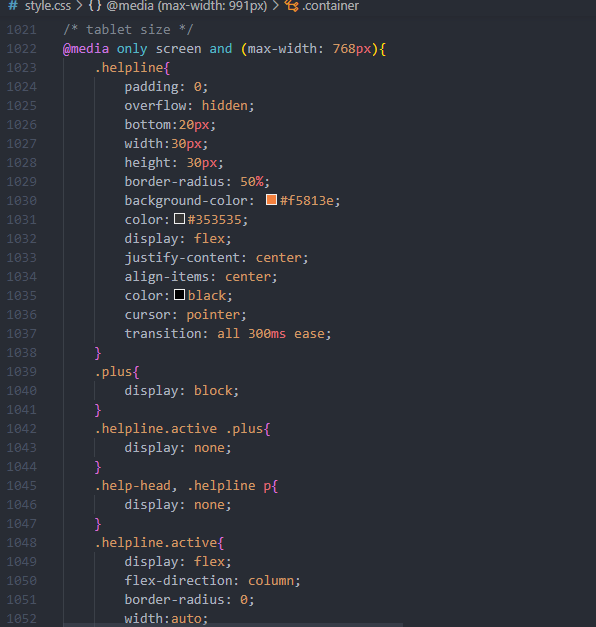 # style.css > {} @media (max-width: 991px) > .container
1021 /* tablet size */
1022 @media only screen and (max-width: 768px){
1023 .helpline{
1024 padding: 0;
1025 overflow: hidden;
1026 bottom:20px;
1027 width:30px;
1028 height: 30px;
1029 border-radius: 50%;
1030 background-color: #f5813e;
1031 color:#353535;
1032 display: flex;
1033 justify-content: center;
1034 align-items: center;
1035 color:black;
1036 cursor: pointer;
1037 transition: all 300ms ease;
1038 }
1039 .plus{
1040 display: block;
1041 }
1042 .helpline.active .plus{
1043 display: none;
1044 }
1045 .help-head, .helpline p{
1046 display: none;
1047 }
1048 .helpline.active{
1049 display: flex;
1050 flex-direction: column;
1051 border-radius: 0;
1052 width:auto;